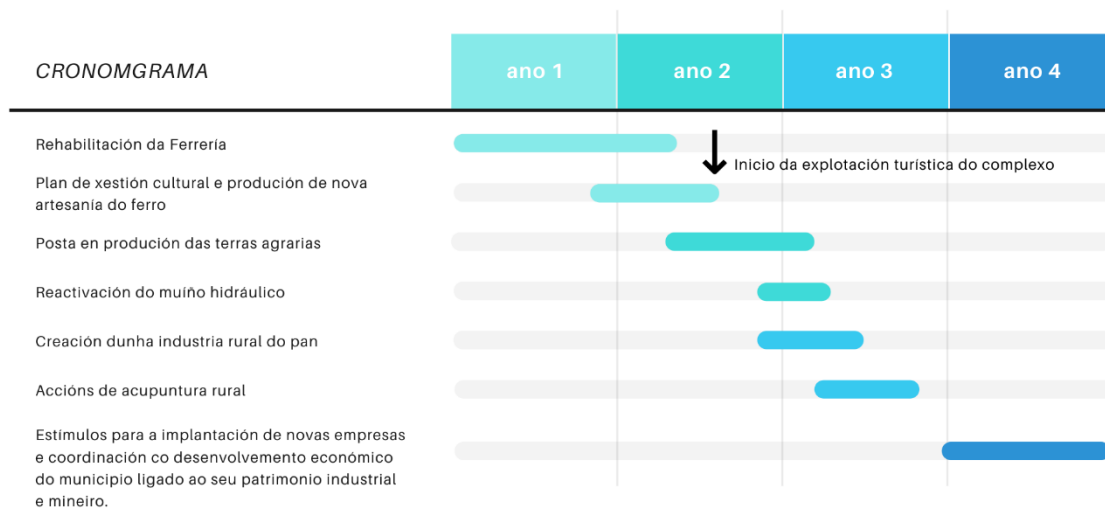 CRONOMGRAMA
ano 1
ano 2
ano 3
ano 4
Rehabilitación da Ferrería
Inicio da explotación turística do complexo
Plan de xestión cultural e produción de nova
artesanía do ferro
Posta en produción das terras agrarias
Reactivación do muíño hidráulico
Creación dunha industria rural do pan
Accións de acupuntura rural
Estímulos para a implantación de novas empresas
e coordinación co desenvolvemento económico
do municipio ligado ao seu patrimonio industrial
e mineiro.